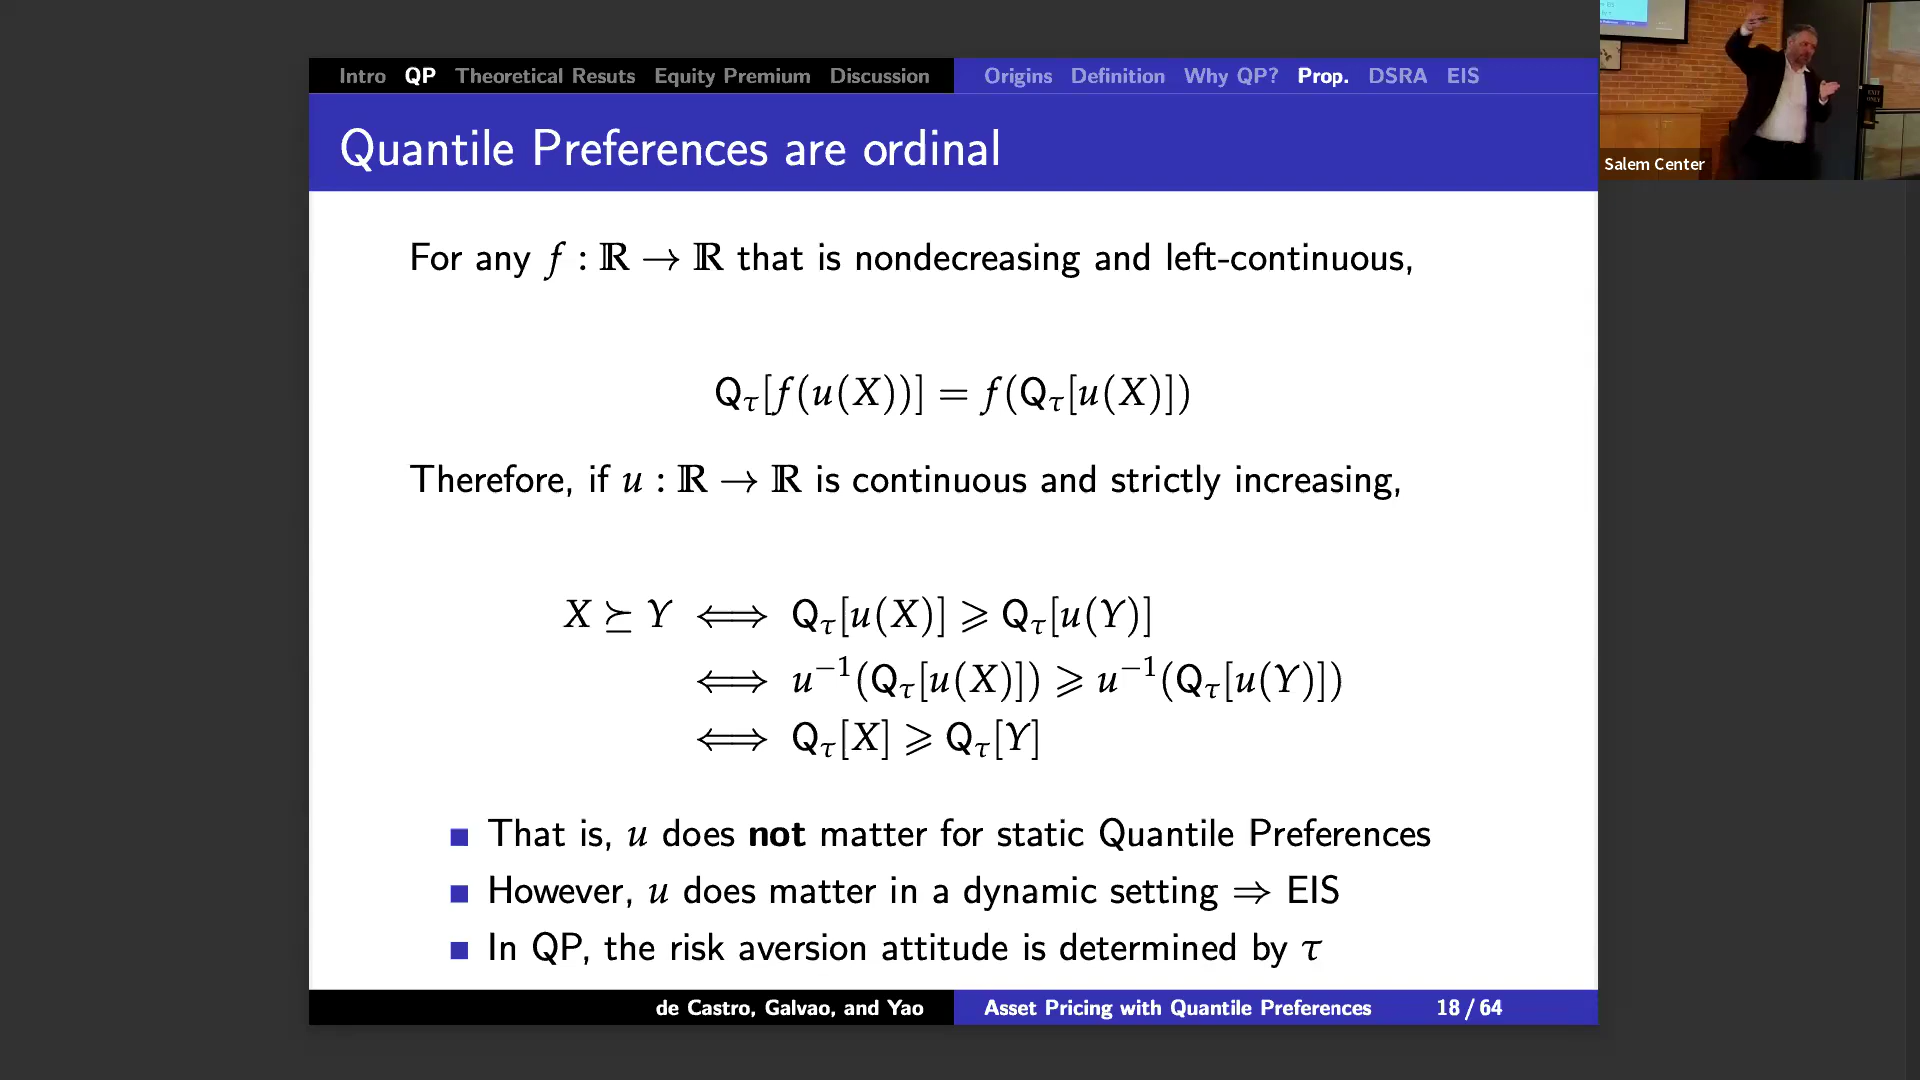 Intro QP Theoretical Resuts Equity Premium Discussion Origins Definition Why QP? Prop. DSRA EIS
Quantile Preferences are ordinal
For any f : ℝ → ℝ that is nondecreasing and left-continuous,
Q_τ[f(u(X))] = f(Q_τ[u(X)])
Therefore, if u : ℝ → ℝ is continuous and strictly increasing,
X ⪰ Y ⟺ Q_τ[u(X)] ⩾ Q_τ[u(Y)]
⟺ u⁻¹(Q_τ[u(X)]) ⩾ u⁻¹(Q_τ[u(Y)])
⟺ Q_τ[X] ⩾ Q_τ[Y]
That is, u does not matter for static Quantile Preferences
However, u does matter in a dynamic setting ⇒ EIS
In QP, the risk aversion attitude is determined by τ
de Castro, Galvao, and Yao Asset Pricing with Quantile Preferences 18 / 64
Salem Center
EXIT
ONLY